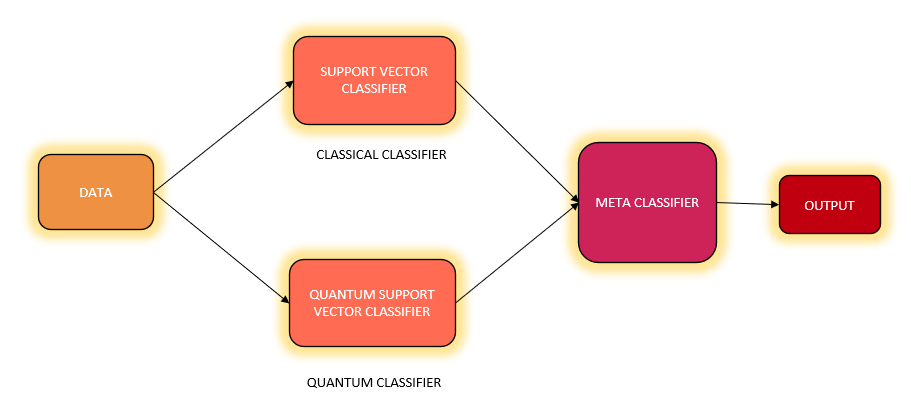 SUPPORT VECTOR
CLASSIFIER
CLASSICAL CLASSIFIER
DATA
META CLASSIFIER
OUTPUT
QUANTUM SUPPORT
VECTOR CLASSIFIER
QUANTUM CLASSIFIER